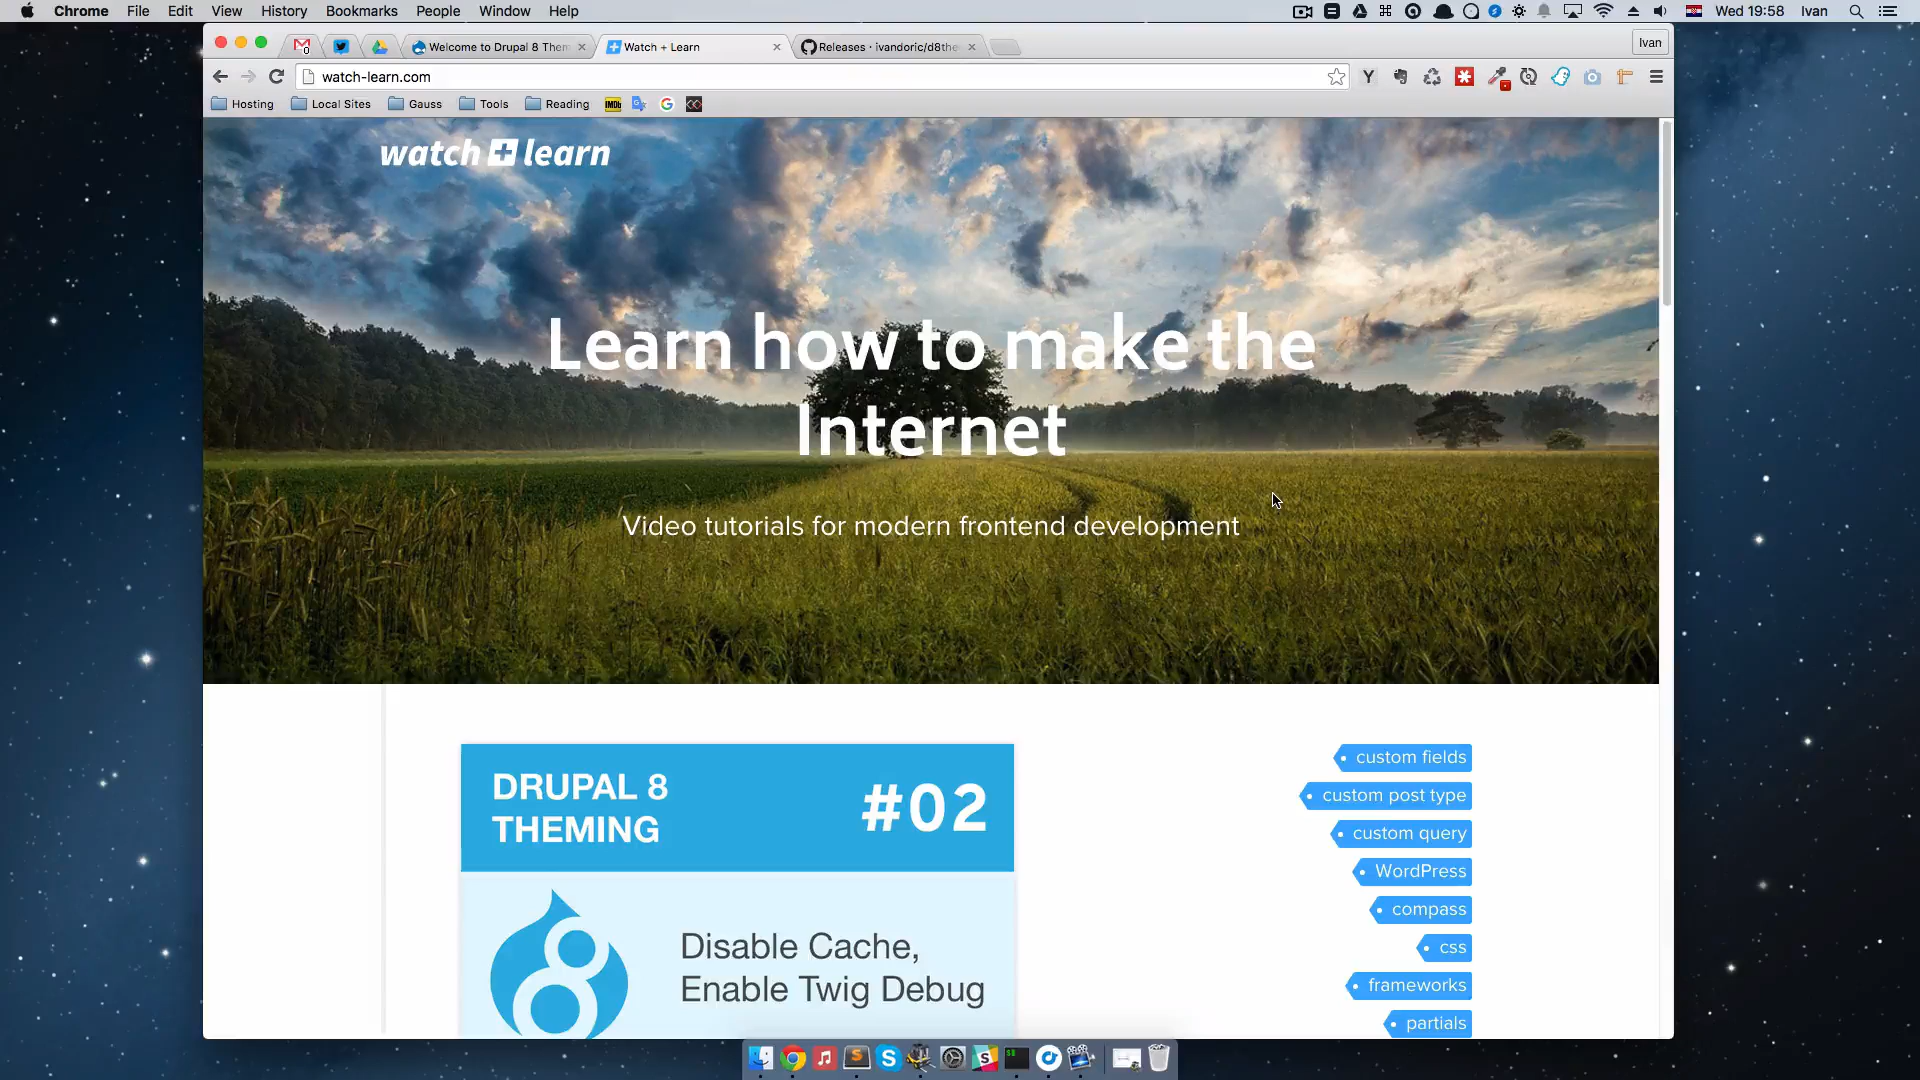 Chrome File Edit View History Bookmarks People Window Help
Wed 19:58 Ivan
Welcome to Drupal 8 Them
Watch + Learn
Releases · ivandoric/d8the
Ivan
watch-learn.com
Hosting Local Sites Gauss Tools Reading IMDb
watch + learn
Learn how to make the
Internet
Video tutorials for modern frontend development
DRUPAL 8
THEMING
#02
Disable Cache,
Enable Twig Debug
custom fields
custom post type
custom query
WordPress
compass
css
frameworks
partials